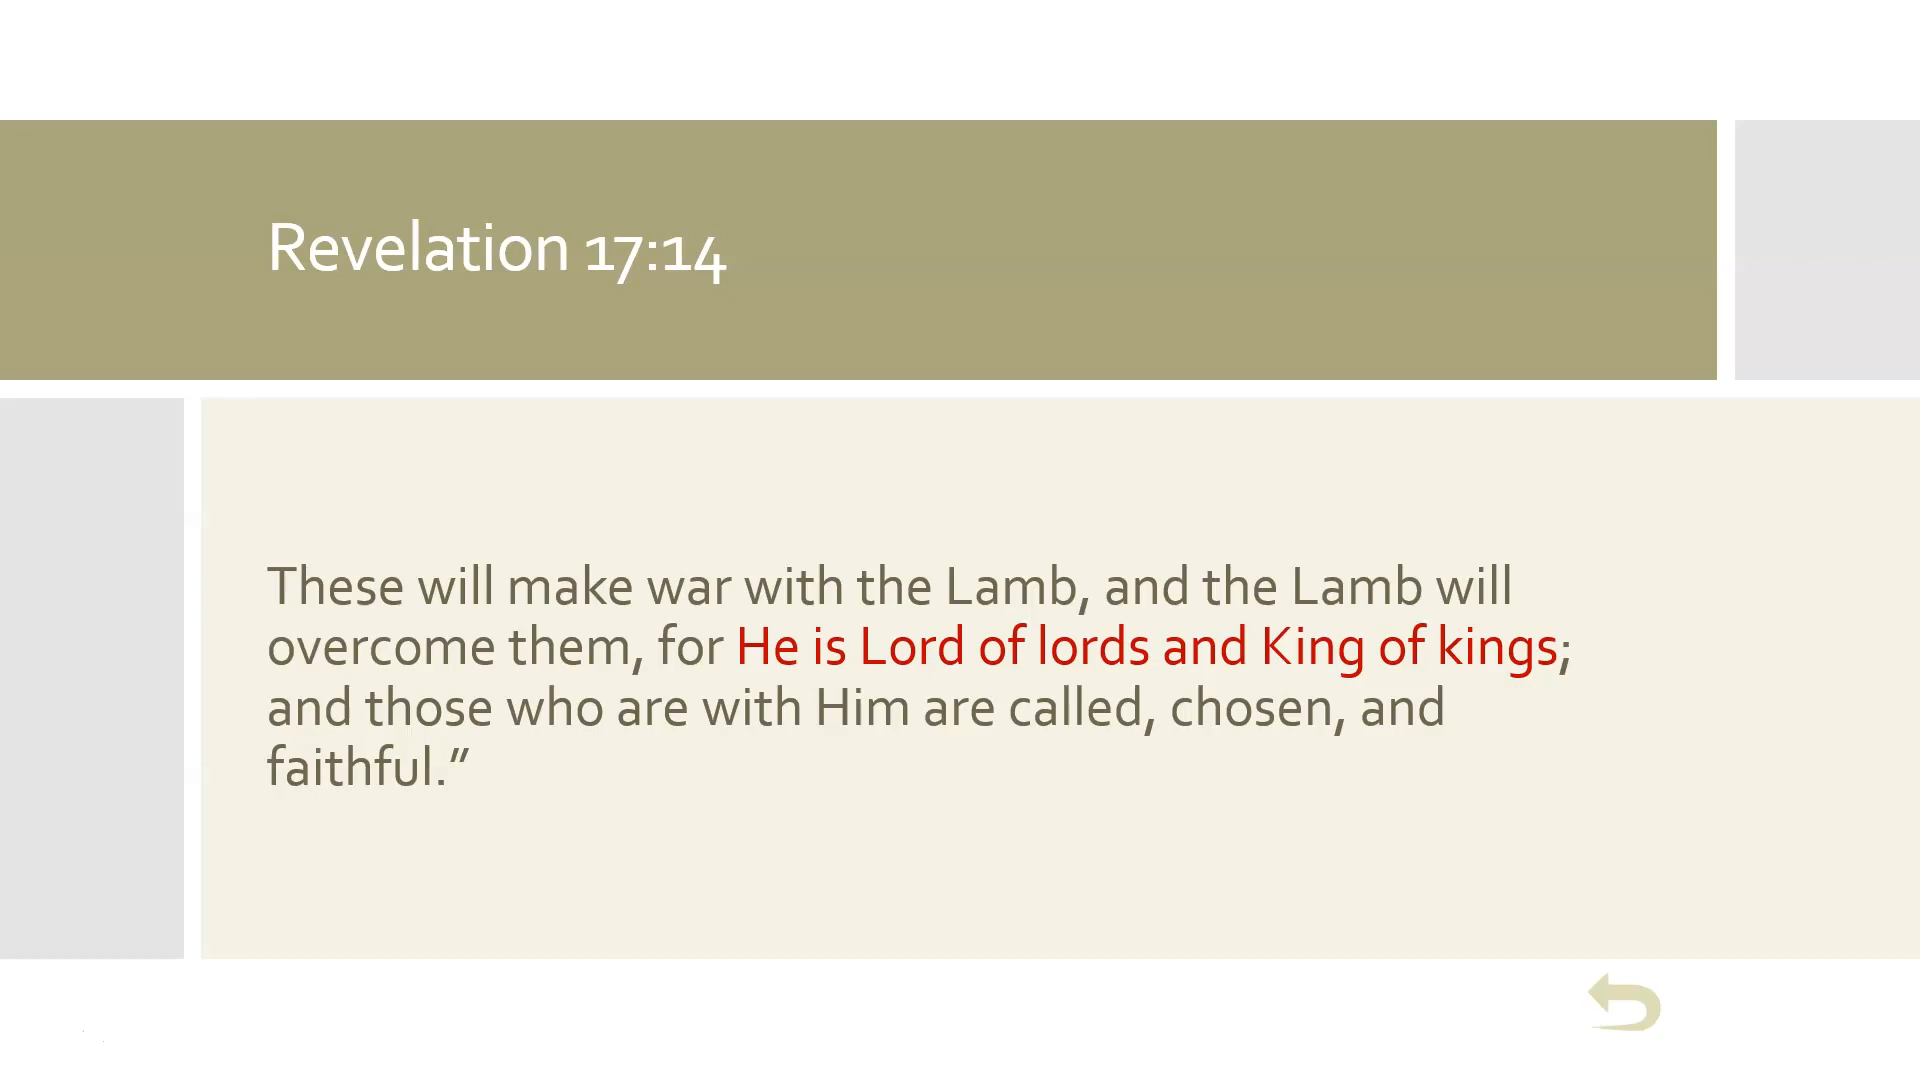 Revelation 17:14
These will make war with the Lamb, and the Lamb will
overcome them, for He is Lord of lords and King of kings;
and those who are with Him are called, chosen, and
faithful.”